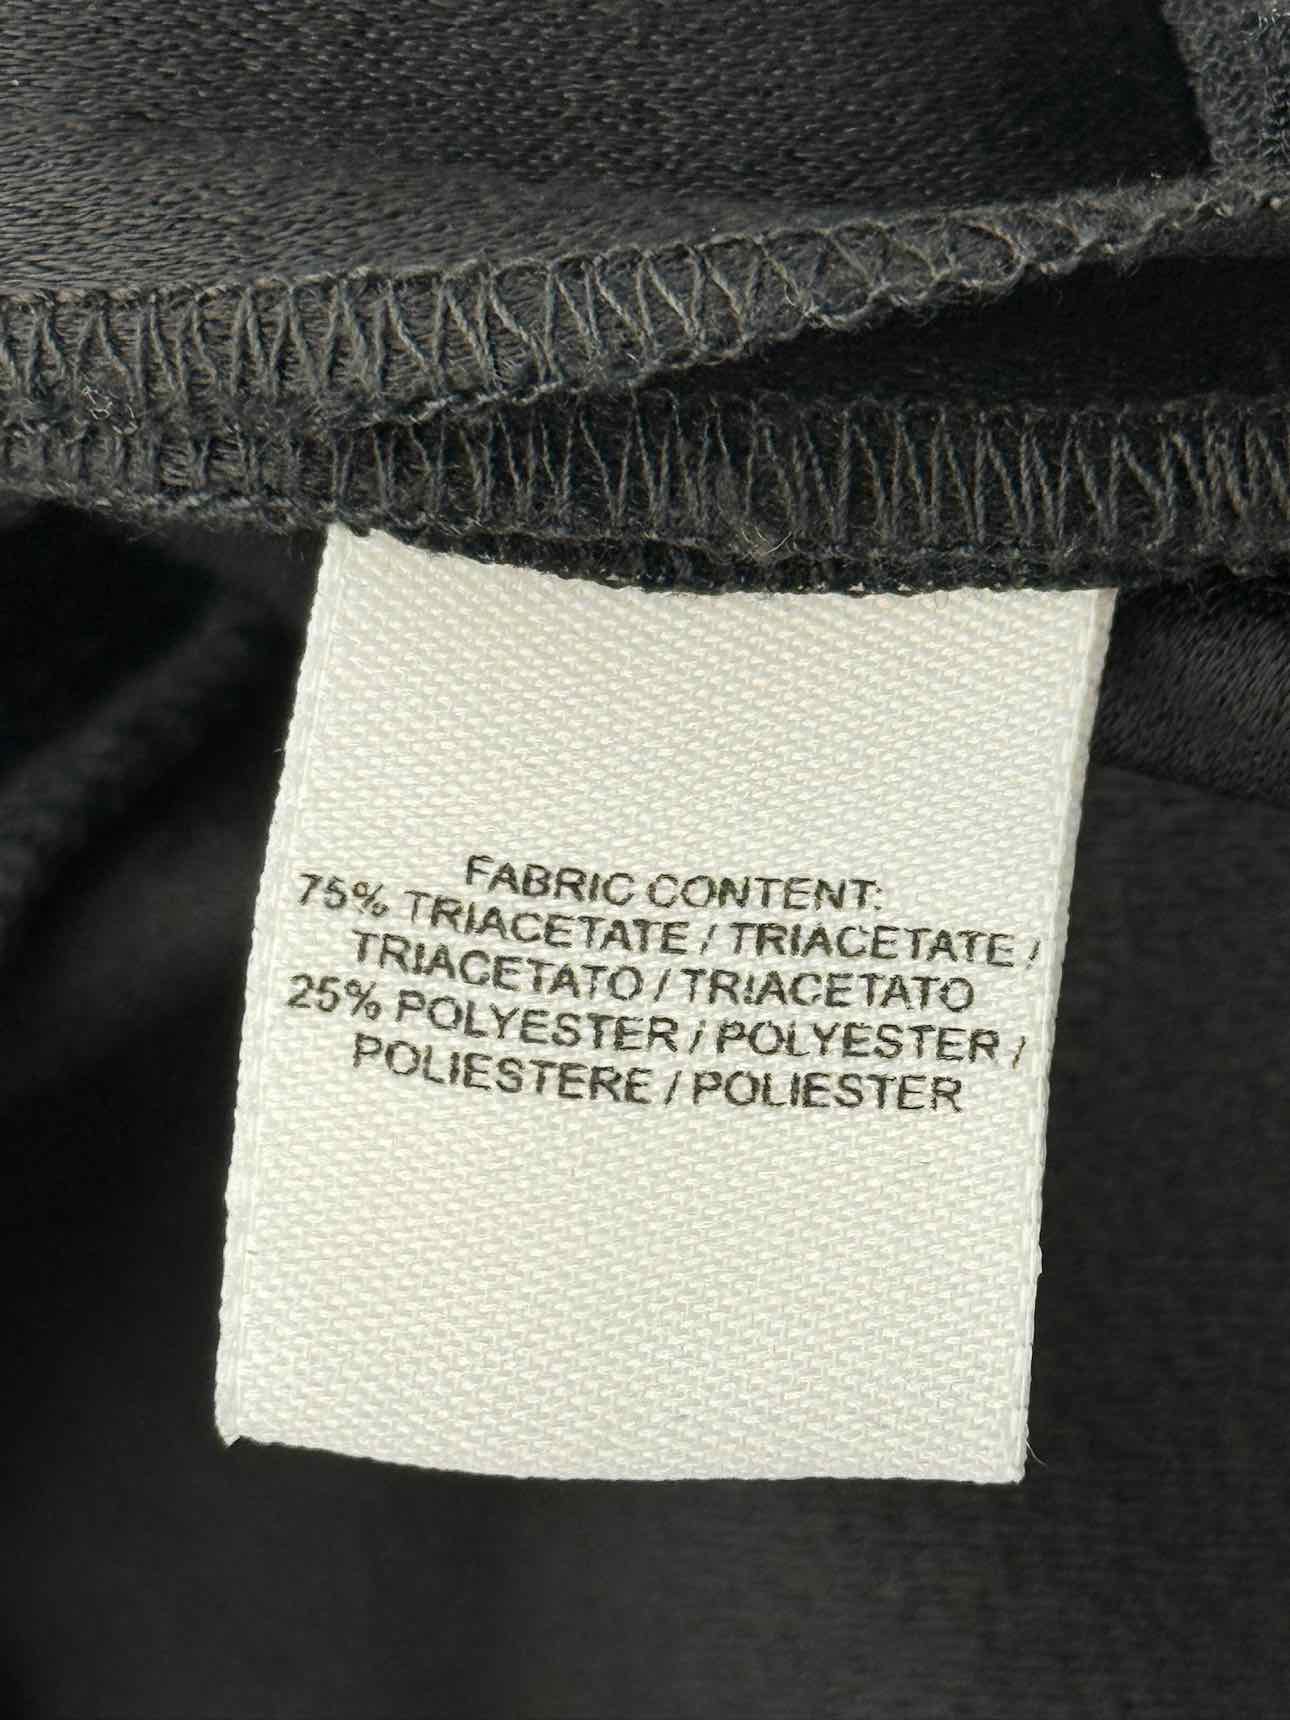 FABRIC CONTENT:
75% TRIACETATE / TRIACETATE /
TRIACETATO / TRIACETATO
25% POLYESTER / POLYESTER /
POLIESTERE / POLIESTER